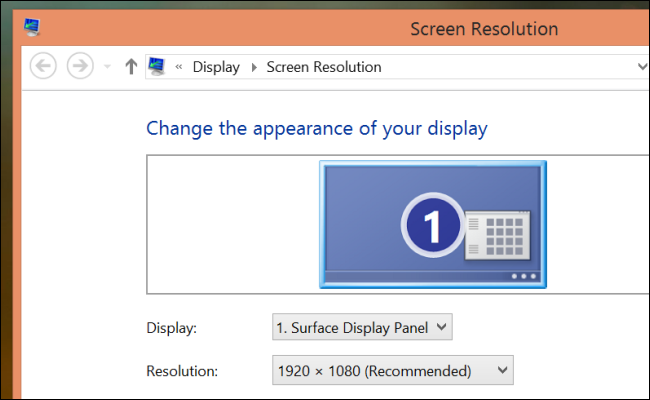 Screen Resolution
« Display Screen Resolution
Change the appearance of your display
1
Display: 1. Surface Display Panel
Resolution: 1920 × 1080 (Recommended)